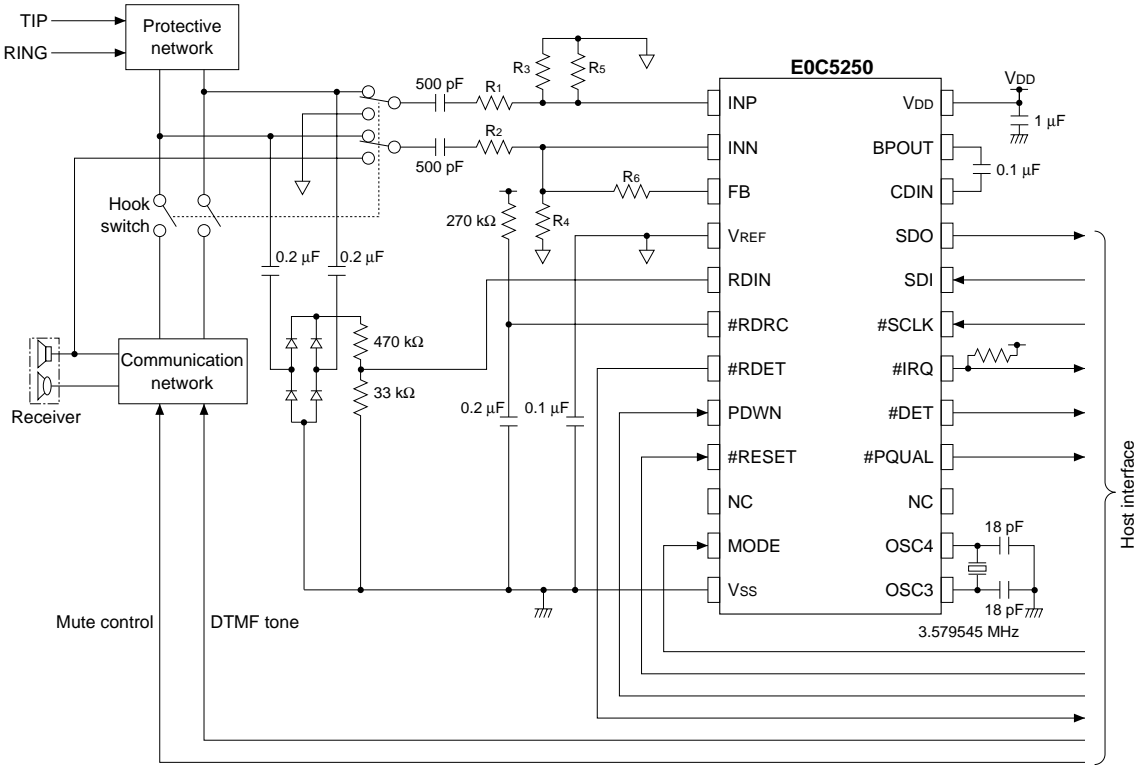 TIP
RING
Protective
network
500 pF
R1
R3
R5
R2
500 pF
R6
R4
270 kΩ
Hook
switch
0.2 µF
0.2 µF
470 kΩ
33 kΩ
0.2 µF
0.1 µF
Communication
network
Receiver
Mute control
DTMF tone
E0C5250
INP
INN
FB
VREF
RDIN
#RDRC
#RDET
PDWN
#RESET
NC
MODE
VSS
VDD
BPOUT
CDIN
SDO
SDI
#SCLK
#IRQ
#DET
#PQUAL
NC
OSC4
OSC3
VDD
1 µF
0.1 µF
18 pF
18 pF
3.579545 MHz
Host interface